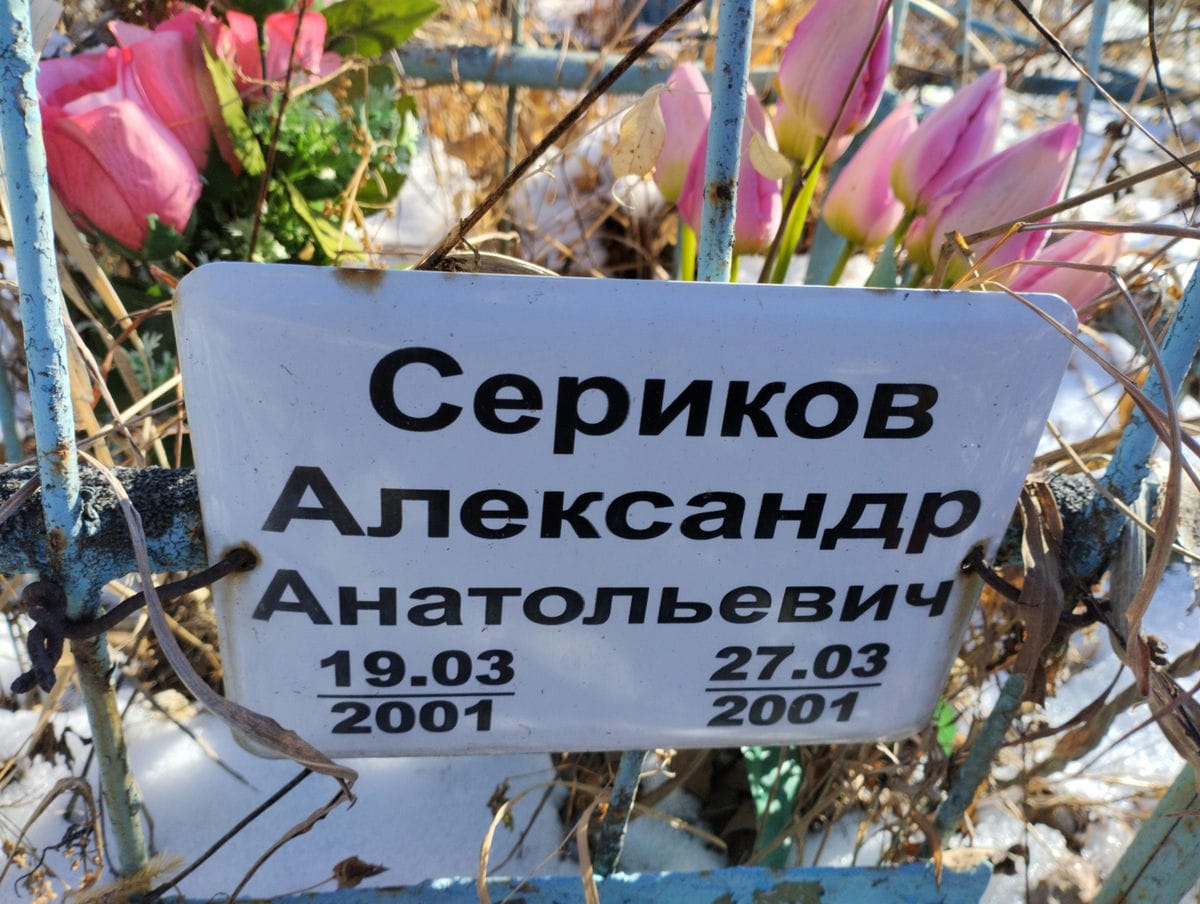 Сериков
Александр
Анатольевич
19.03 27.03
2001 2001